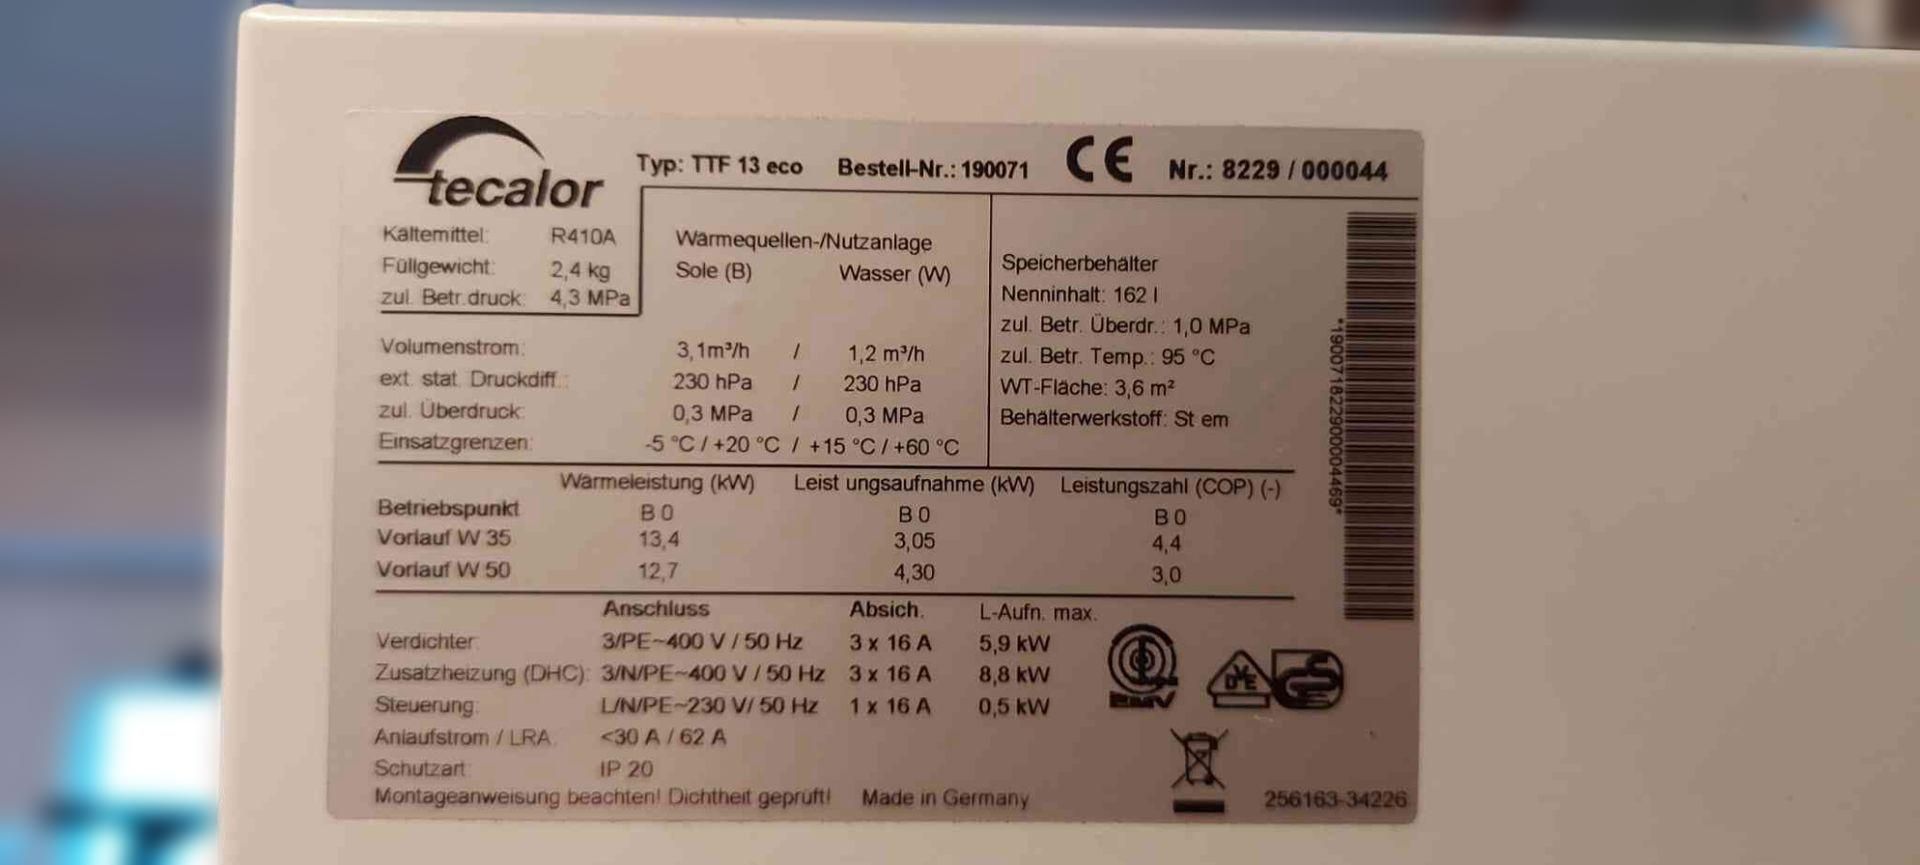 tecalor Typ: TTF 13 eco Bestell-Nr.: 190071 CE Nr.: 8229 / 000044
Kältemittel: R410A
Füllgewicht: 2,4 kg
zul. Betr.druck: 4,3 MPa
Wärmequellen-/Nutzanlage
Sole (B) Wasser (W)
Volumenstrom: 3,1m³/h / 1,2 m³/h
ext. stat. Druckdiff.: 230 hPa / 230 hPa
zul. Überdruck: 0,3 MPa / 0,3 MPa
Einsatzgrenzen: -5 °C / +20 °C / +15 °C / +60 °C
Speicherbehälter
Nenninhalt: 162 l
zul. Betr. Überdr.: 1,0 MPa
zul. Betr. Temp.: 95 °C
WT-Fläche: 3,6 m²
Behälterwerkstoff: St em
*1900718229000004469*
Wärmeleistung (kW) Leist ungsaufnahme (kW) Leistungszahl (COP) (-)
Betriebspunkt B 0 B 0 B 0
Vorlauf W 35 13,4 3,05 4,4
Vorlauf W 50 12,7 4,30 3,0
Anschluss Absich. L-Aufn. max.
Verdichter: 3/PE~400 V / 50 Hz 3 x 16 A 5,9 kW
Zusatzheizung (DHC): 3/N/PE~400 V / 50 Hz 3 x 16 A 8,8 kW
Steuerung: L/N/PE~230 V/ 50 Hz 1 x 16 A 0,5 kW
Anlaufstrom / LRA: <30 A / 62 A
Schutzart: IP 20
Montageanweisung beachten! Dichtheit geprüft! Made in Germany
EMV
DVE
GS
256163-34226